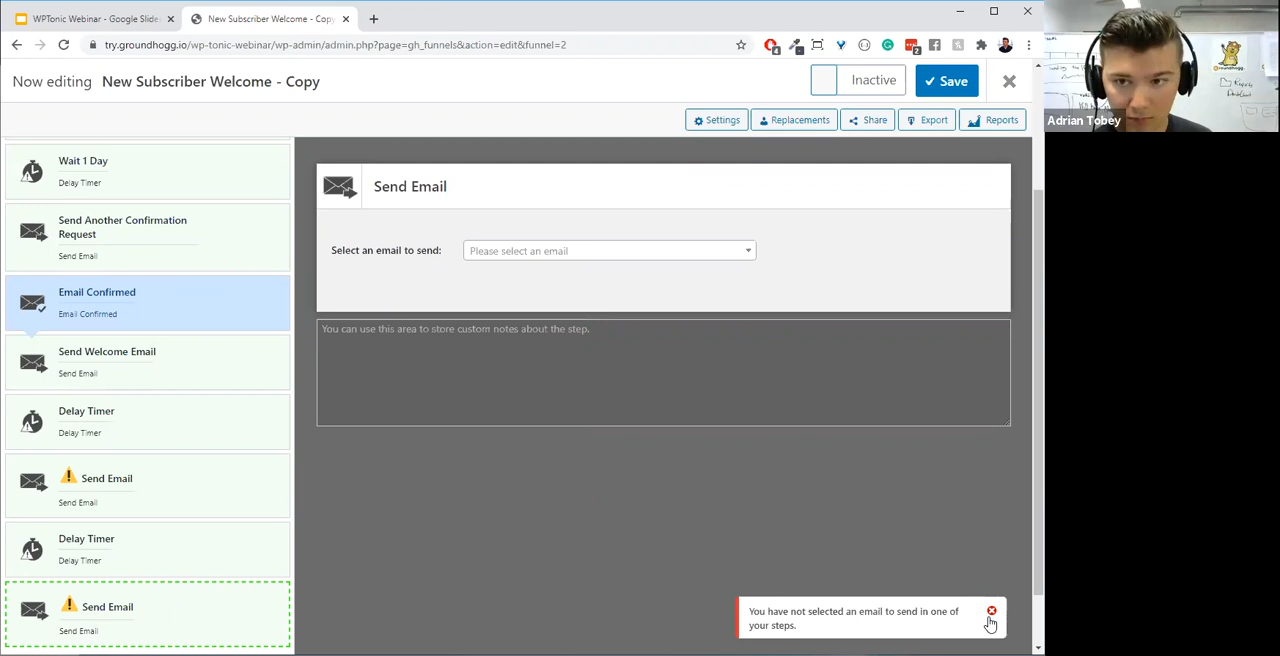 WPTonic Webinar - Google Slide
New Subscriber Welcome - Copy
try.groundhogg.io/wp-tonic-webinar/wp-admin/admin.php?page=gh_funnels&action=edit&funnel=2
Now editing New Subscriber Welcome - Copy
Inactive
Save
Settings
Replacements
Share
Export
Reports
Wait 1 Day
Delay Timer
Send Another Confirmation
Request
Send Email
Email Confirmed
Email Confirmed
Send Welcome Email
Send Email
Delay Timer
Delay Timer
Send Email
Send Email
Delay Timer
Delay Timer
Send Email
Send Email
Send Email
Select an email to send:
Please select an email
You can use this area to store custom notes about the step.
You have not selected an email to send in one of
your steps.
Adrian Tobey